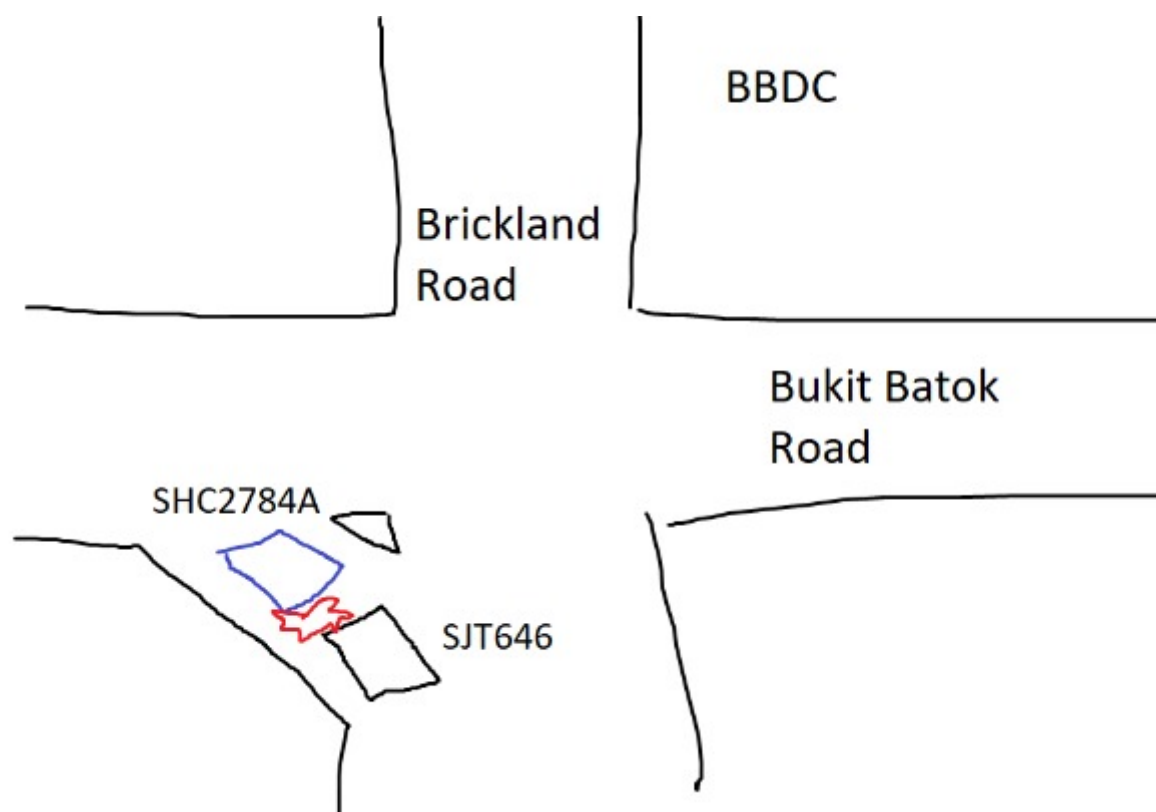 BBDC
Brickland
Road
Bukit Batok
Road
SHC2784A
SJT646